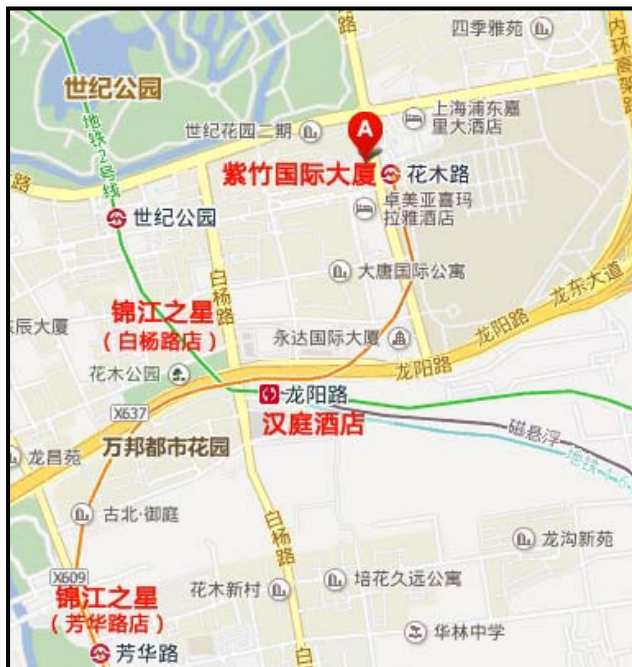 四季雅苑
内环高架路
世纪公园
上海浦东嘉
里大酒店
世纪花园二期
A
地铁2号线
紫竹国际大厦
花木路
卓美亚喜玛
拉雅酒店
世纪公园
白杨路
大唐国际公寓
龙东大道
锦江之星
（白杨路店）
辰大厦
永达国际大厦
龙阳路
龙阳路
花木公园
龙阳路
X637
汉庭酒店
万邦都市花园
磁悬浮
龙昌苑
地铁16
古北·御庭
白杨路
龙沟新苑
X609
锦江之星
（芳华路店）
花木新村
培花久远公寓
华林中学
芳华路